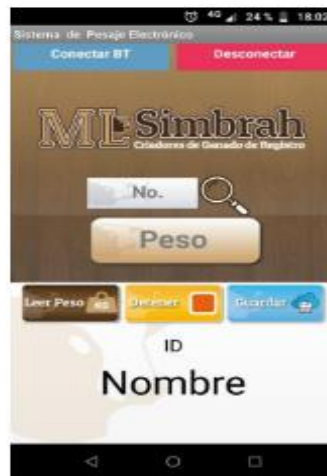 4G 24% 18:02
Sistema de Pesaje Electrónico
Conectar BT Desconectar
ML Simbrah
Criadores de Ganado de Registro
No.
Peso
Leer Peso Detener Guardar
ID
Nombre